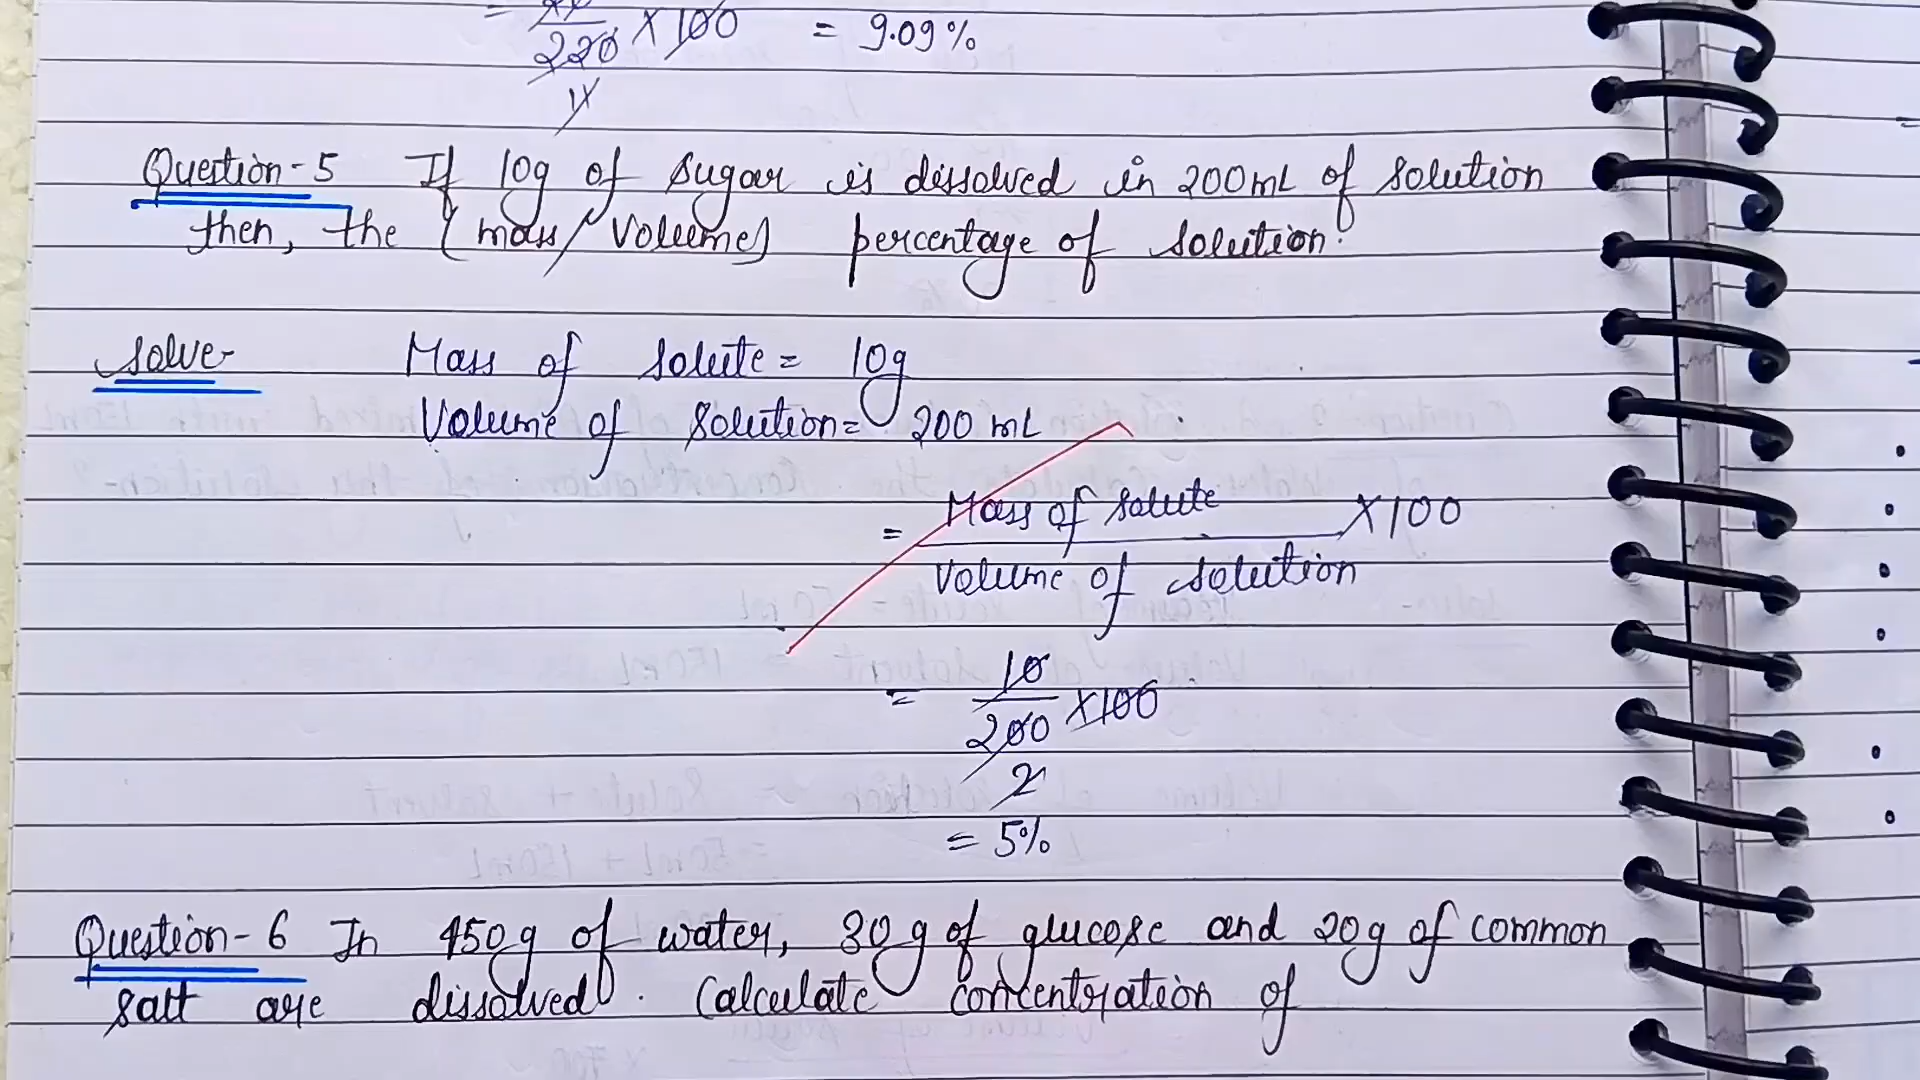 = /220 × 100 = 9.09%
11
Question-5 If 10g of sugar is dissolved in 200mL of solution
then, the (mass/Volume) percentage of solution?
Solve- Mass of solute = 10g
Volume of solution = 200 mL
= Mass of solute / Volume of solution × 100
= 10/200 × 100
2
= 5%
Question-6 In 450g of water, 30g of glucose and 20g of common
salt are dissolved. Calculate concentration of